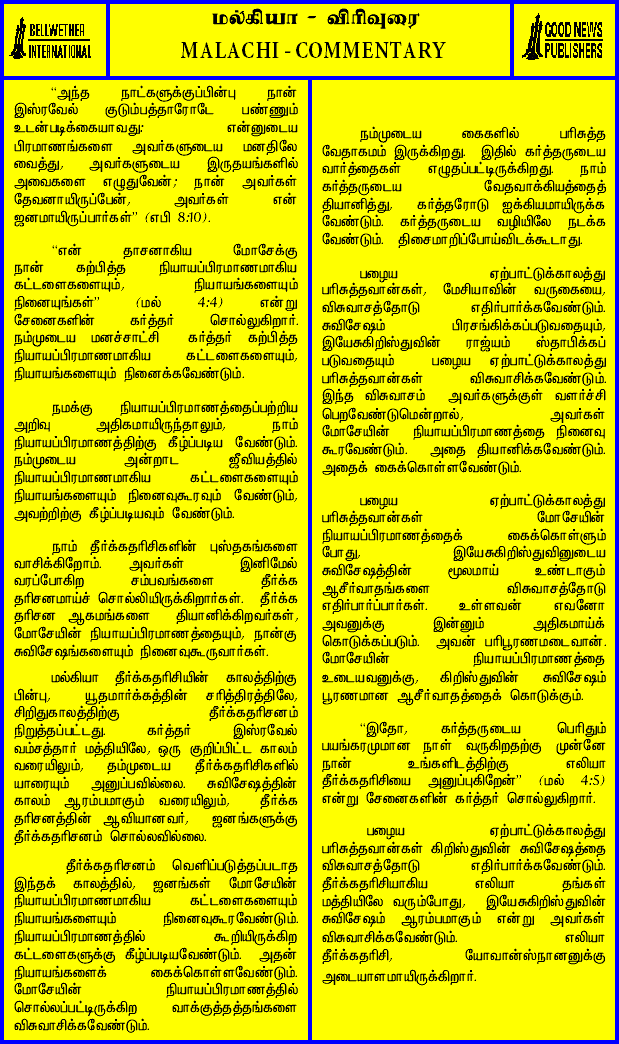 BELLWETHER
INTERNATIONAL
மல்கியா - விரிவுரை
MALACHI - COMMENTARY
GOOD NEWS
PUBLISHERS
“அந்த நாட்களுக்குப்பின்பு நான்
இஸ்ரவேல் குடும்பத்தாரோடே பண்ணும்
உடன்படிக்கையாவது: என்னுடைய
பிரமாணங்களை அவர்களுடைய மனதிலே
வைத்து, அவர்களுடைய இருதயங்களில்
அவைகளை எழுதுவேன்; நான் அவர்கள்
தேவனாயிருப்பேன், அவர்கள் என்
ஜனமாயிருப்பார்கள்” (எபி 8:10).
“என் தாசனாகிய மோசேக்கு
நான் கற்பித்த நியாயப்பிரமாணமாகிய
கட்டளைகளையும், நியாயங்களையும்
நினையுங்கள்” (மல் 4:4) என்று
சேனைகளின் கர்த்தர் சொல்லுகிறார்.
நம்முடைய மனச்சாட்சி கர்த்தர் கற்பித்த
நியாயப்பிரமாணமாகிய கட்டளைகளையும்,
நியாயங்களையும் நினைக்கவேண்டும்.
நமக்கு நியாயப்பிரமாணத்தைப்பற்றிய
அறிவு அதிகமாயிருந்தாலும், நாம்
நியாயப்பிரமாணத்திற்கு கீழ்ப்படிய வேண்டும்.
நம்முடைய அன்றாட ஜீவியத்தில்
நியாயப்பிரமாணமாகிய கட்டளைகளையும்
நியாயங்களையும் நினைவுகூரவும் வேண்டும்,
அவற்றிற்கு கீழ்ப்படியவும் வேண்டும்.
நாம் தீர்க்கதரிசிகளின் புஸ்தகங்களை
வாசிக்கிறோம். அவர்கள் இனிமேல்
வரப்போகிற சம்பவங்களை தீர்க்க
தரிசனமாய்ச் சொல்லியிருக்கிறார்கள். தீர்க்க
தரிசன ஆகமங்களை தியானிக்கிறவர்கள்,
மோசேயின் நியாயப்பிரமாணத்தையும், நான்கு
சுவிசேஷங்களையும் நினைவுகூருவார்கள்.
மல்கியா தீர்க்கதரிசியின் காலத்திற்கு
பின்பு, யூதமார்க்கத்தின் சரித்திரத்திலே,
சிறிதுகாலத்திற்கு தீர்க்கதரிசனம்
நிறுத்தப்பட்டது. கர்த்தர் இஸ்ரவேல்
வம்சத்தார் மத்தியிலே, ஒரு குறிப்பிட்ட காலம்
வரையிலும், தம்முடைய தீர்க்கதரிசிகளில்
யாரையும் அனுப்பவில்லை. சுவிசேஷத்தின்
காலம் ஆரம்பமாகும் வரையிலும், தீர்க்க
தரிசனத்தின் ஆவியானவர், ஜனங்களுக்கு
தீர்க்கதரிசனம் சொல்லவில்லை.
தீர்க்கதரிசனம் வெளிப்படுத்தப்படாத
இந்தக் காலத்தில், ஜனங்கள் மோசேயின்
நியாயப்பிரமாணமாகிய கட்டளைகளையும்
நியாயங்களையும் நினைவுகூரவேண்டும்.
நியாயப்பிரமாணத்தில் கூறியிருக்கிற
கட்டளைகளுக்கு கீழ்ப்படியவேண்டும். அதன்
நியாயங்களைக் கைக்கொள்ளவேண்டும்.
மோசேயின் நியாயப்பிரமாணத்தில்
சொல்லப்பட்டிருக்கிற வாக்குத்தத்தங்களை
விசுவாசிக்கவேண்டும்.
நம்முடைய கைகளில் பரிசுத்த
வேதாகமம் இருக்கிறது. இதில் கர்த்தருடைய
வார்த்தைகள் எழுதப்பட்டிருக்கிறது. நாம்
கர்த்தருடைய வேதவாக்கியத்தைத்
தியானித்து, கர்த்தரோடு ஐக்கியமாயிருக்க
வேண்டும். கர்த்தருடைய வழியிலே நடக்க
வேண்டும். திசைமாறிப்போய்விடக்கூடாது.
பழைய ஏற்பாட்டுக்காலத்து
பரிசுத்தவான்கள், மேசியாவின் வருகையை,
விசுவாசத்தோடு எதிர்பார்க்கவேண்டும்.
சுவிசேஷம் பிரசங்கிக்கப்படுவதையும்,
இயேசுகிறிஸ்துவின் ராஜ்யம் ஸ்தாபிக்கப்
படுவதையும் பழைய ஏற்பாட்டுக்காலத்து
பரிசுத்தவான்கள் விசுவாசிக்கவேண்டும்.
இந்த விசுவாசம் அவர்களுக்குள் வளர்ச்சி
பெறவேண்டுமென்றால், அவர்கள்
மோசேயின் நியாயப்பிரமாணத்தை நினைவு
கூரவேண்டும். அதை தியானிக்கவேண்டும்.
அதைக் கைக்கொள்ளவேண்டும்.
பழைய ஏற்பாட்டுக்காலத்து
பரிசுத்தவான்கள் மோசேயின்
நியாயப்பிரமாணத்தைக் கைக்கொள்ளும்
போது, இயேசுகிறிஸ்துவினுடைய
சுவிசேஷத்தின் மூலமாய் உண்டாகும்
ஆசீர்வாதங்களை விசுவாசத்தோடு
எதிர்பார்ப்பார்கள். உள்ளவன் எவனோ
அவனுக்கு இன்னும் அதிகமாய்க்
கொடுக்கப்படும். அவன் பரிபூரணமடைவான்.
மோசேயின் நியாயப்பிரமாணத்தை
உடையவனுக்கு, கிறிஸ்துவின் சுவிசேஷம்
பூரணமான ஆசீர்வாதத்தைக் கொடுக்கும்.
“இதோ, கர்த்தருடைய பெரிதும்
பயங்கரமுமான நாள் வருகிறதற்கு முன்னே
நான் உங்களிடத்திற்கு எலியா
தீர்க்கதரிசியை அனுப்புகிறேன்” (மல் 4:5)
என்று சேனைகளின் கர்த்தர் சொல்லுகிறார்.
பழைய ஏற்பாட்டுக்காலத்து
பரிசுத்தவான்கள் கிறிஸ்துவின் சுவிசேஷத்தை
விசுவாசத்தோடு எதிர்பார்க்கவேண்டும்.
தீர்க்கதரிசியாகிய எலியா தங்கள்
மத்தியிலே வரும்போது, இயேசுகிறிஸ்துவின்
சுவிசேஷம் ஆரம்பமாகும் என்று அவர்கள்
விசுவாசிக்கவேண்டும். எலியா
தீர்க்கதரிசி, யோவான்ஸ்நானனுக்கு
அடையாளமாயிருக்கிறார்.